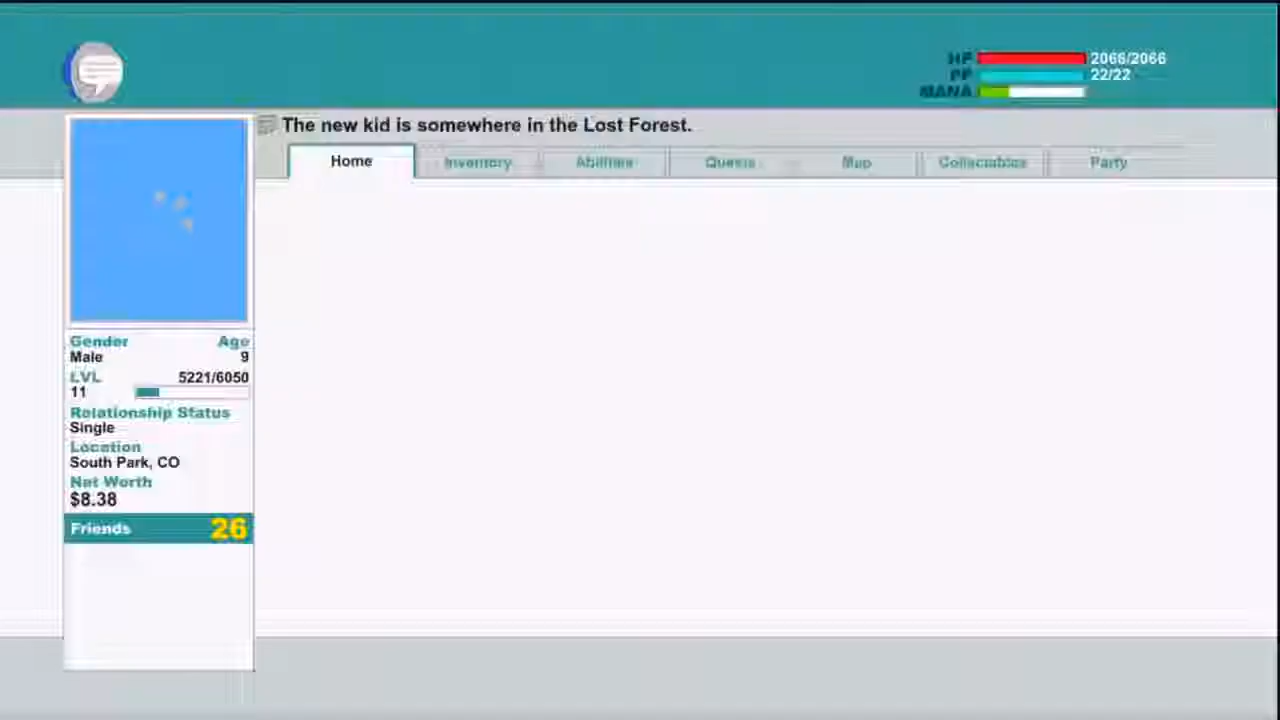 HP 2066/2066
PP 22/22
MANA
The new kid is somewhere in the Lost Forest.
Home Inventory Abilities Quests Map Collectables Party
Gender Age
Male 9
LVL 5221/6050
11
Relationship Status
Single
Location
South Park, CO
Net Worth
$8.38
Friends 26